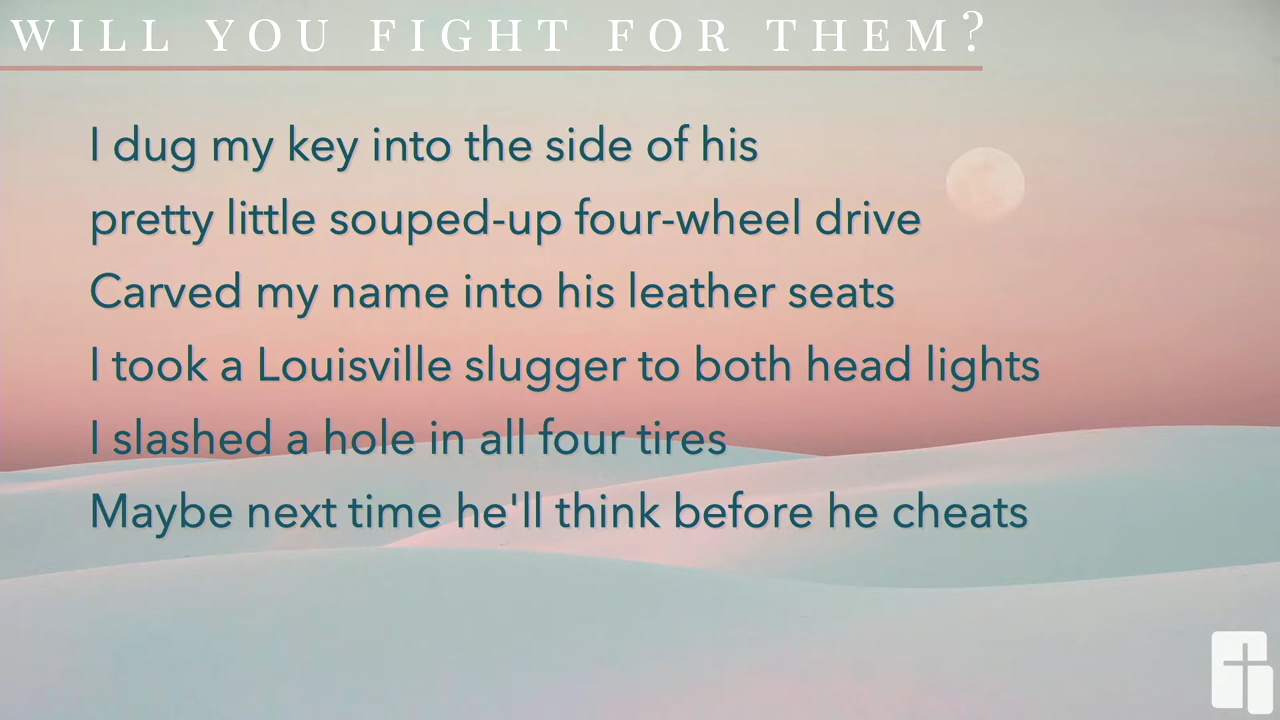 WILL YOU FIGHT FOR THEM?
I dug my key into the side of his
pretty little souped-up four-wheel drive
Carved my name into his leather seats
I took a Louisville slugger to both head lights
I slashed a hole in all four tires
Maybe next time he'll think before he cheats